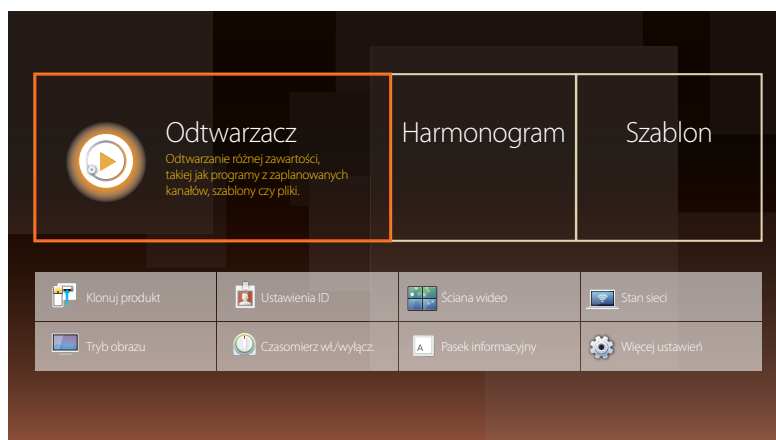 Odtwarzacz
Odtwarzanie różnej zawartości,
takiej jak programy z zaplanowanych
kanałów, szablony czy pliki.
Harmonogram
Szablon
Klonuj produkt
Ustawienia ID
Ściana wideo
Stan sieci
Tryb obrazu
Czasomierz wł./wyłącz.
A
Pasek informacyjny
Więcej ustawień